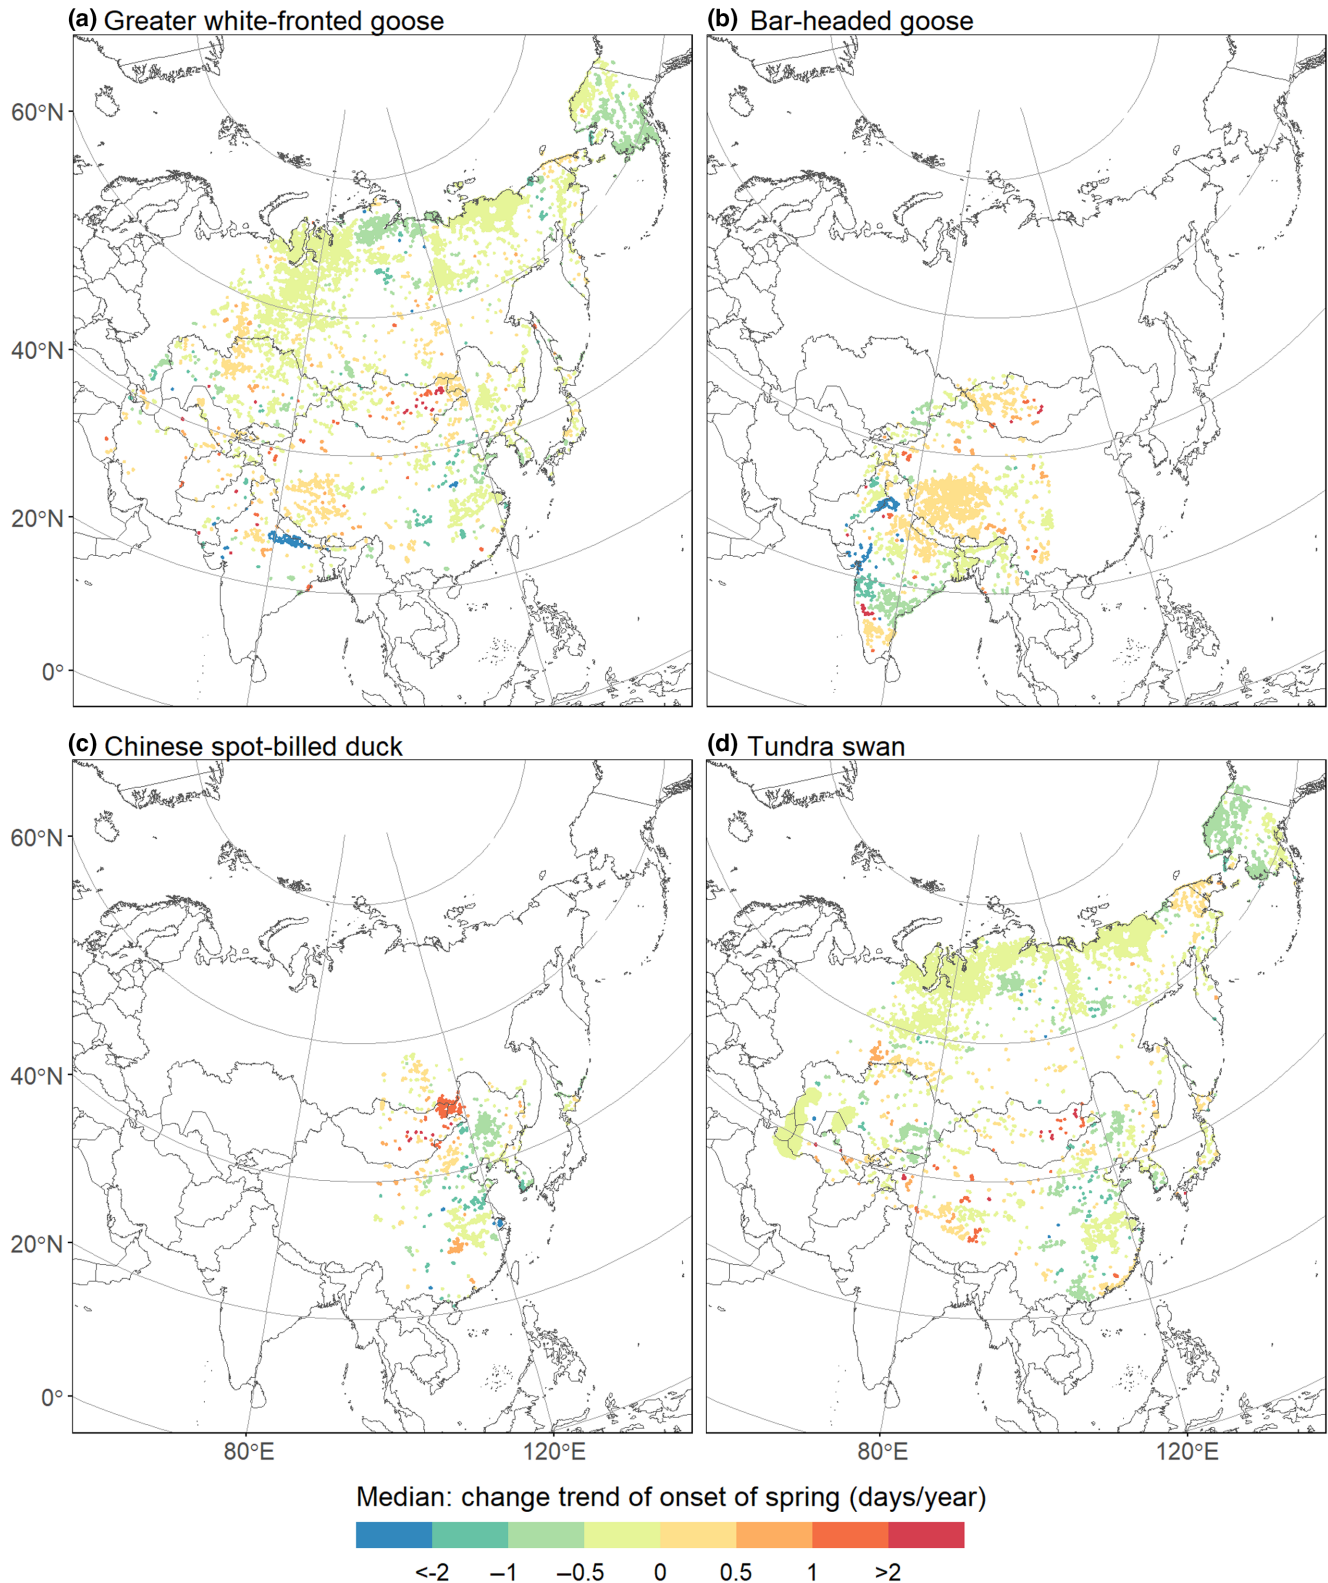 (a) Greater white-fronted goose
(b) Bar-headed goose
60°N
40°N
20°N
0°
(c) Chinese spot-billed duck
(d) Tundra swan
60°N
40°N
20°N
0°
80°E 120°E 80°E 120°E
Median: change trend of onset of spring (days/year)
<-2 –1 –0.5 0 0.5 1 >2